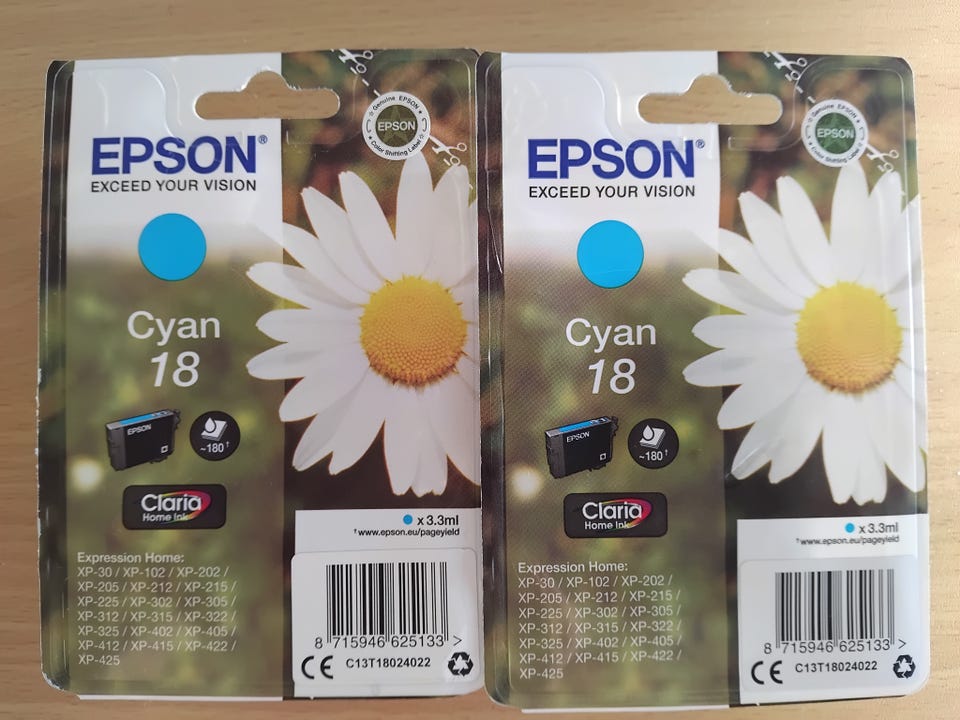 Genuine EPSON
EPSON
Color Shifting Label
EPSON®
EXCEED YOUR VISION
Cyan
18
EPSON
~180†
Claria
Home Ink
x 3.3ml
†www.epson.eu/pageyield
Expression Home:
XP-30 / XP-102 / XP-202 /
XP-205 / XP-212 / XP-215 /
XP-225 / XP-302 / XP-305 /
XP-312 / XP-315 / XP-322 /
XP-325 / XP-402 / XP-405 /
XP-412 / XP-415 / XP-422 /
XP-425
8 715946 625133 >
CE C13T18024022
Genuine EPSON
EPSON
Color Shifting Label
EPSON®
EXCEED YOUR VISION
Cyan
18
EPSON
~180†
Claria
Home Ink
x 3.3ml
†www.epson.eu/pageyield
Expression Home:
XP-30 / XP-102 / XP-202 /
XP-205 / XP-212 / XP-215 /
XP-225 / XP-302 / XP-305 /
XP-312 / XP-315 / XP-322 /
XP-325 / XP-402 / XP-405 /
XP-412 / XP-415 / XP-422 /
XP-425
8 715946 625133 >
CE C13T18024022